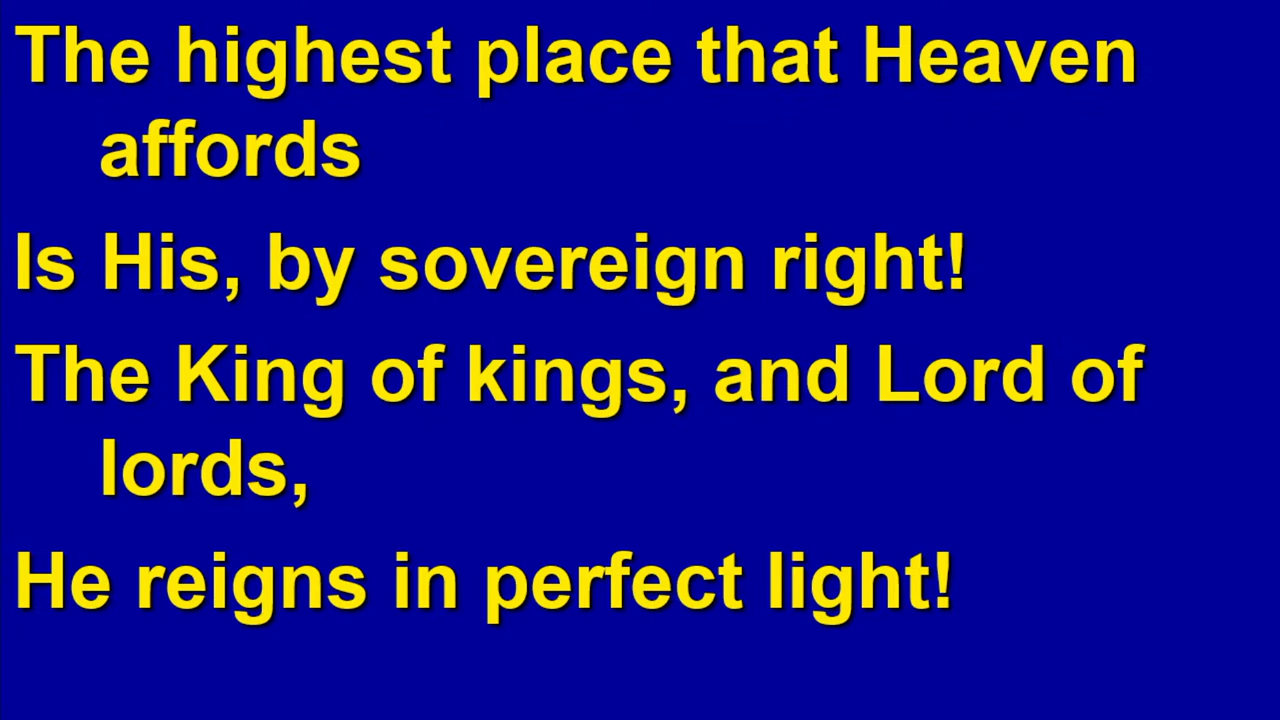 The highest place that Heaven
affords
Is His, by sovereign right!
The King of kings, and Lord of
lords,
He reigns in perfect light!